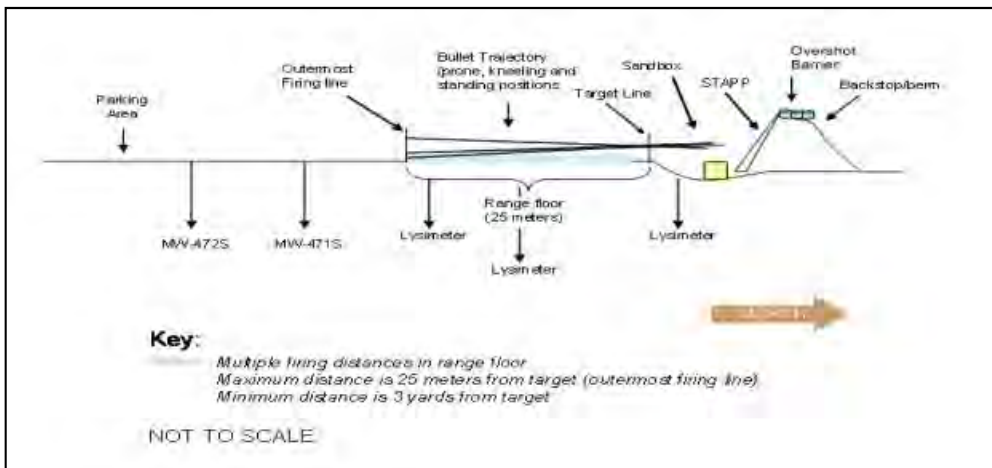 Parking
Area
Outermost
Firing line
Bullet Trajectory
(prone, kneeling and
standing positions
Target Line
Sandbox
STAPP
Overshot
Barrier
Backstop/berm
MW-472S
MW-471S
Lysimeter
Range floor
(25 meters)
Lysimeter
Lysimeter
Key:
Multiple firing distances in range floor
Maximum distance is 25 meters from target (outermost firing line)
Minimum distance is 3 yards from target
NOT TO SCALE